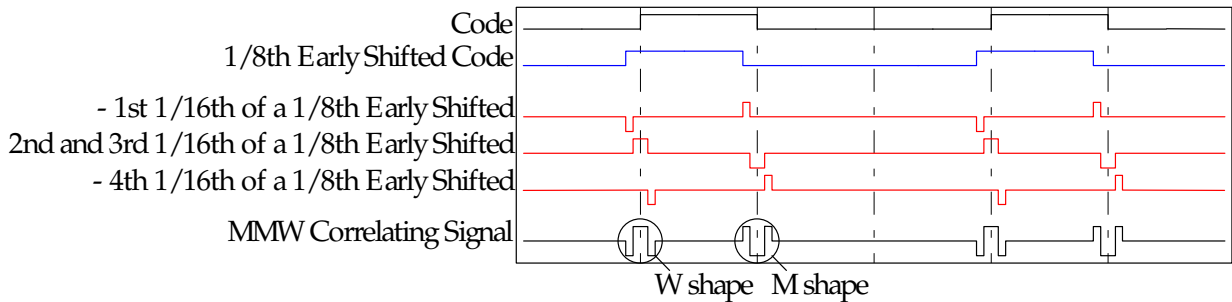 Code
1/8th Early Shifted Code
- 1st 1/16th of a 1/8th Early Shifted
2nd and 3rd 1/16th of a 1/8th Early Shifted
- 4th 1/16th of a 1/8th Early Shifted
MMW Correlating Signal
W shape M shape